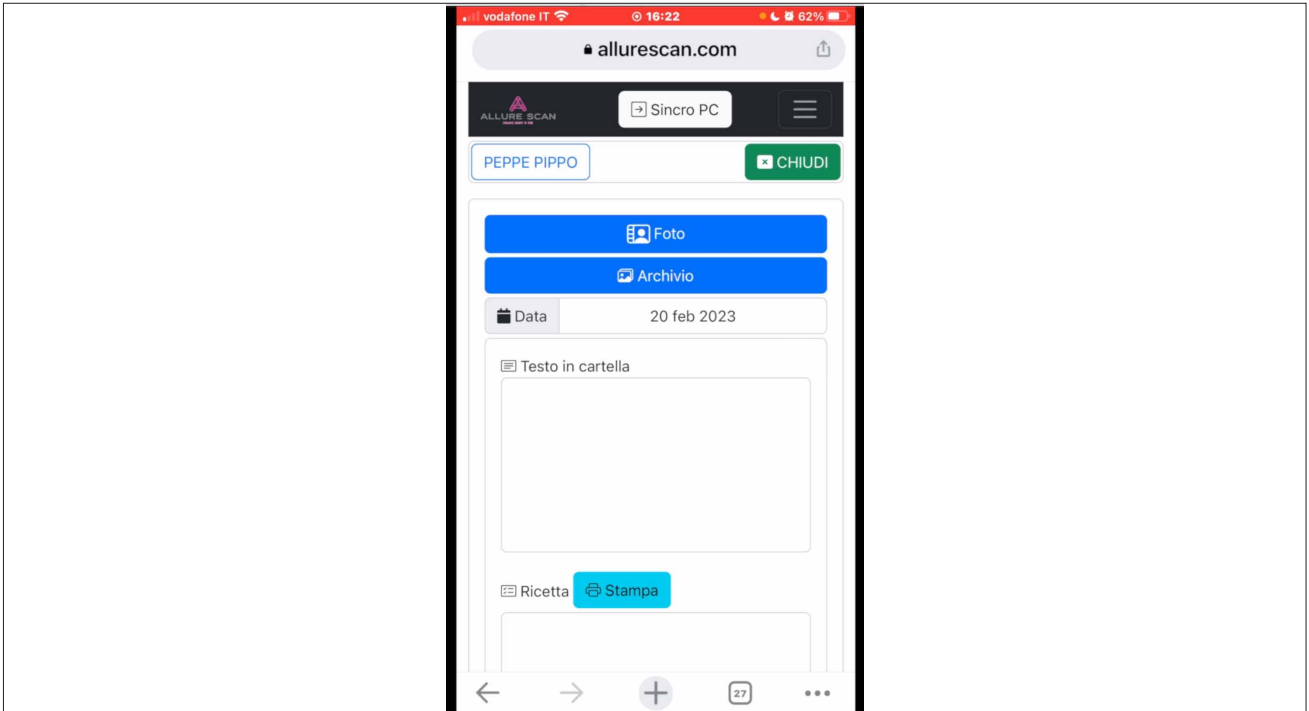 vodafone IT 16:22 62%
allurescan.com
ALLURE SCAN Sincro PC
PEPPE PIPPO CHIUDI
Foto
Archivio
Data 20 feb 2023
Testo in cartella
Ricetta Stampa
27